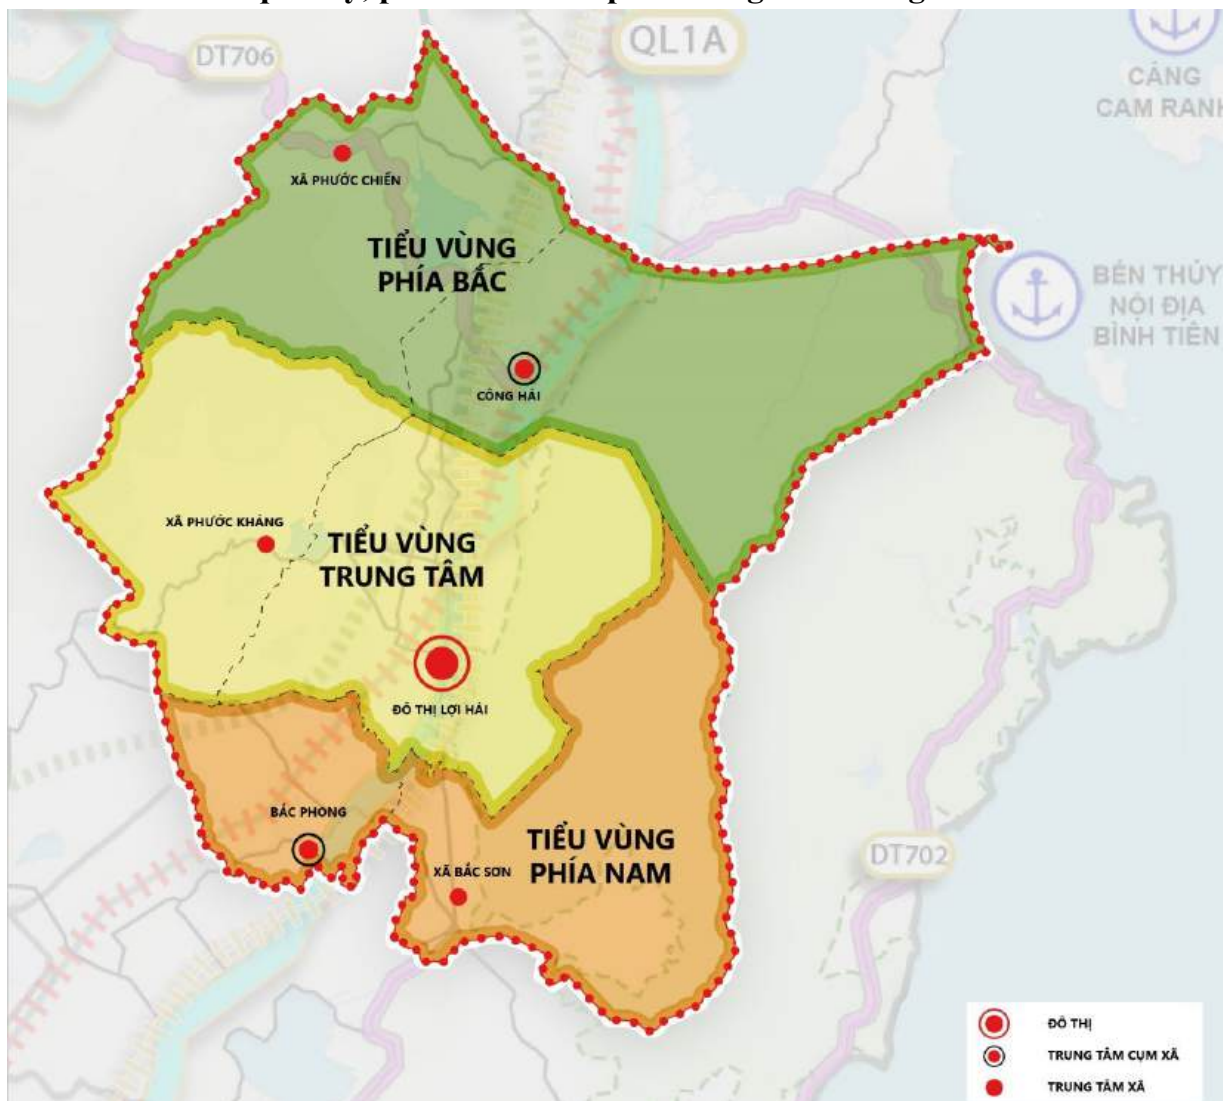 QL1A
DT706
CẢNG
CAM RANH
XÃ PHƯỚC CHIẾN
TIỂU VÙNG
PHÍA BẮC
BẾN THỦY
NỘI ĐỊA
BÌNH TIÊN
CÔNG HẢI
XÃ PHƯỚC KHÁNG
TIỂU VÙNG
TRUNG TÂM
ĐÔ THỊ LỢI HẢI
BẮC PHONG
TIỂU VÙNG
PHÍA NAM
XÃ BẮC SƠN
DT702
ĐÔ THỊ
TRUNG TÂM CỤM XÃ
TRUNG TÂM XÃ